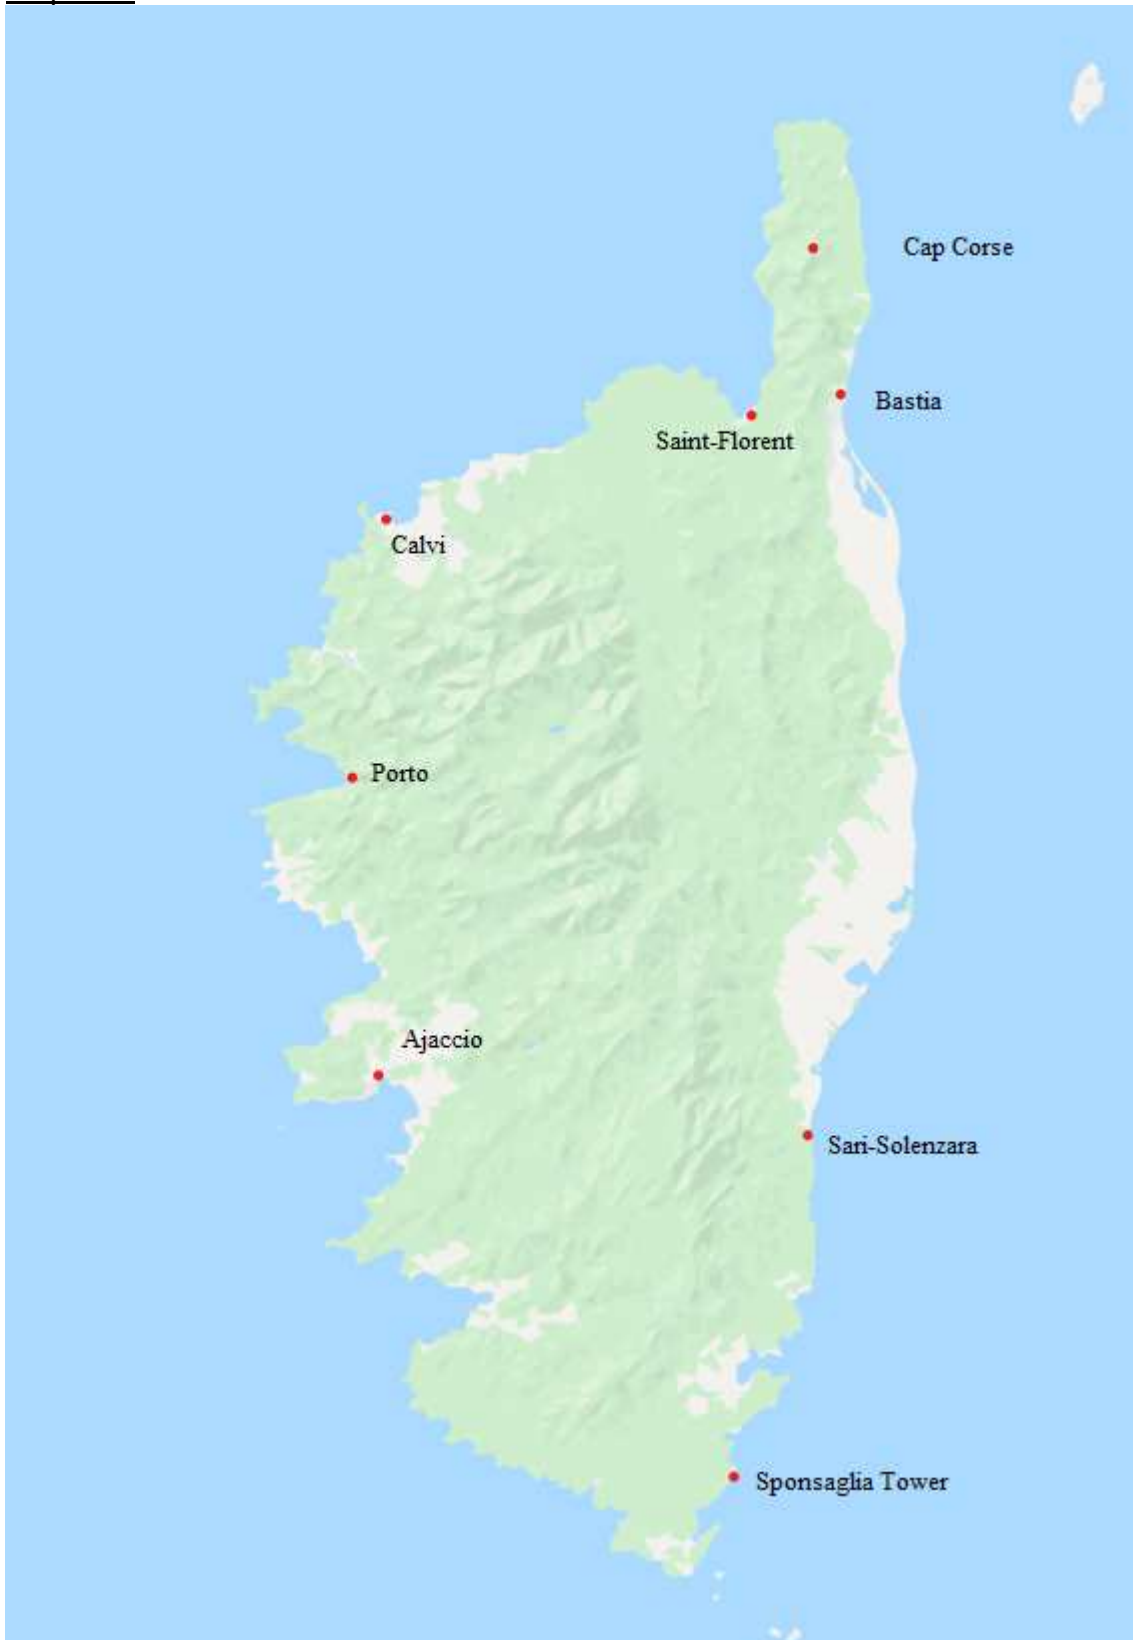 Cap Corse
Bastia
Saint-Florent
Calvi
Porto
Ajaccio
Sari-Solenzara
Sponsaglia Tower